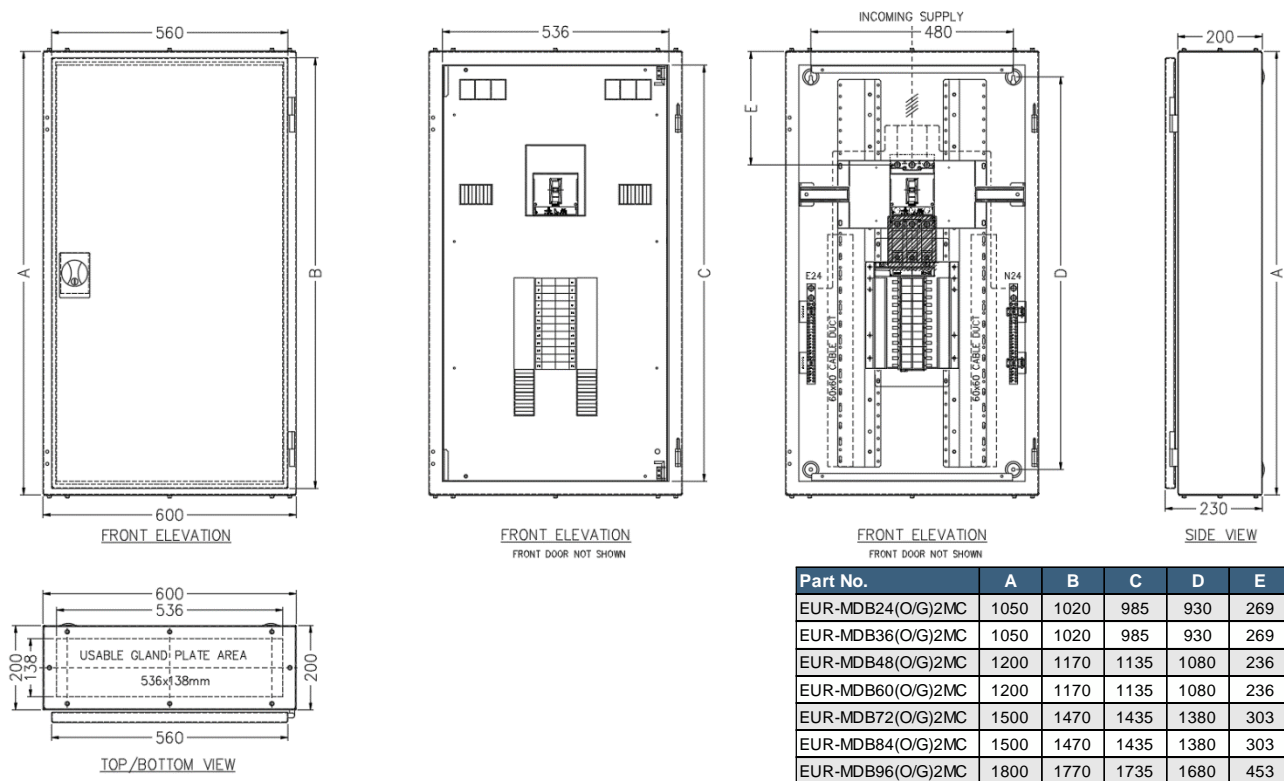 560
A
B
600
FRONT ELEVATION
536
C
FRONT ELEVATION
FRONT DOOR NOT SHOWN
INCOMING SUPPLY
480
E
D
E24
N24
60x60 CABLE DUCT
60x60 CABLE DUCT
FRONT ELEVATION
FRONT DOOR NOT SHOWN
200
A
230
SIDE VIEW
600
536
200
138
USABLE GLAND PLATE AREA
536x138mm
200
560
TOP/BOTTOM VIEW
Part No. A B C D E
EUR-MDB24(O/G)2MC 1050 1020 985 930 269
EUR-MDB36(O/G)2MC 1050 1020 985 930 269
EUR-MDB48(O/G)2MC 1200 1170 1135 1080 236
EUR-MDB60(O/G)2MC 1200 1170 1135 1080 236
EUR-MDB72(O/G)2MC 1500 1470 1435 1380 303
EUR-MDB84(O/G)2MC 1500 1470 1435 1380 303
EUR-MDB96(O/G)2MC 1800 1770 1735 1680 453